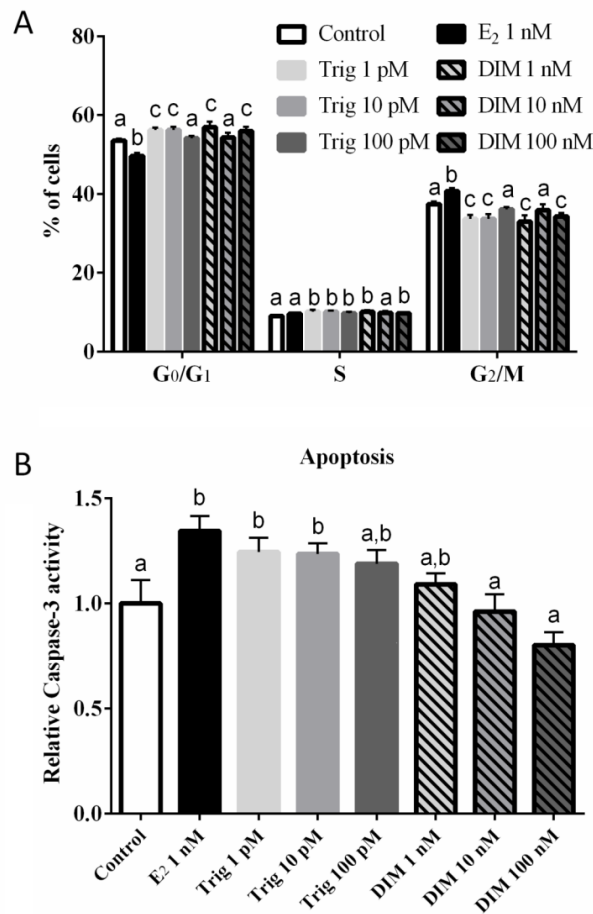 A
Control
E₂ 1 nM
Trig 1 pM
DIM 1 nM
Trig 10 pM
DIM 10 nM
Trig 100 pM
DIM 100 nM
% of cells
80
60
40
20
0
a b c c a c a c
a a b b b b a b
a b c c a c a c
G0/G1 S G2/M
B
Apoptosis
Relative Caspase-3 activity
1.5
1.0
0.5
0.0
a b b b a,b a,b a a
Control
E₂ 1 nM
Trig 1 pM
Trig 10 pM
Trig 100 pM
DIM 1 nM
DIM 10 nM
DIM 100 nM